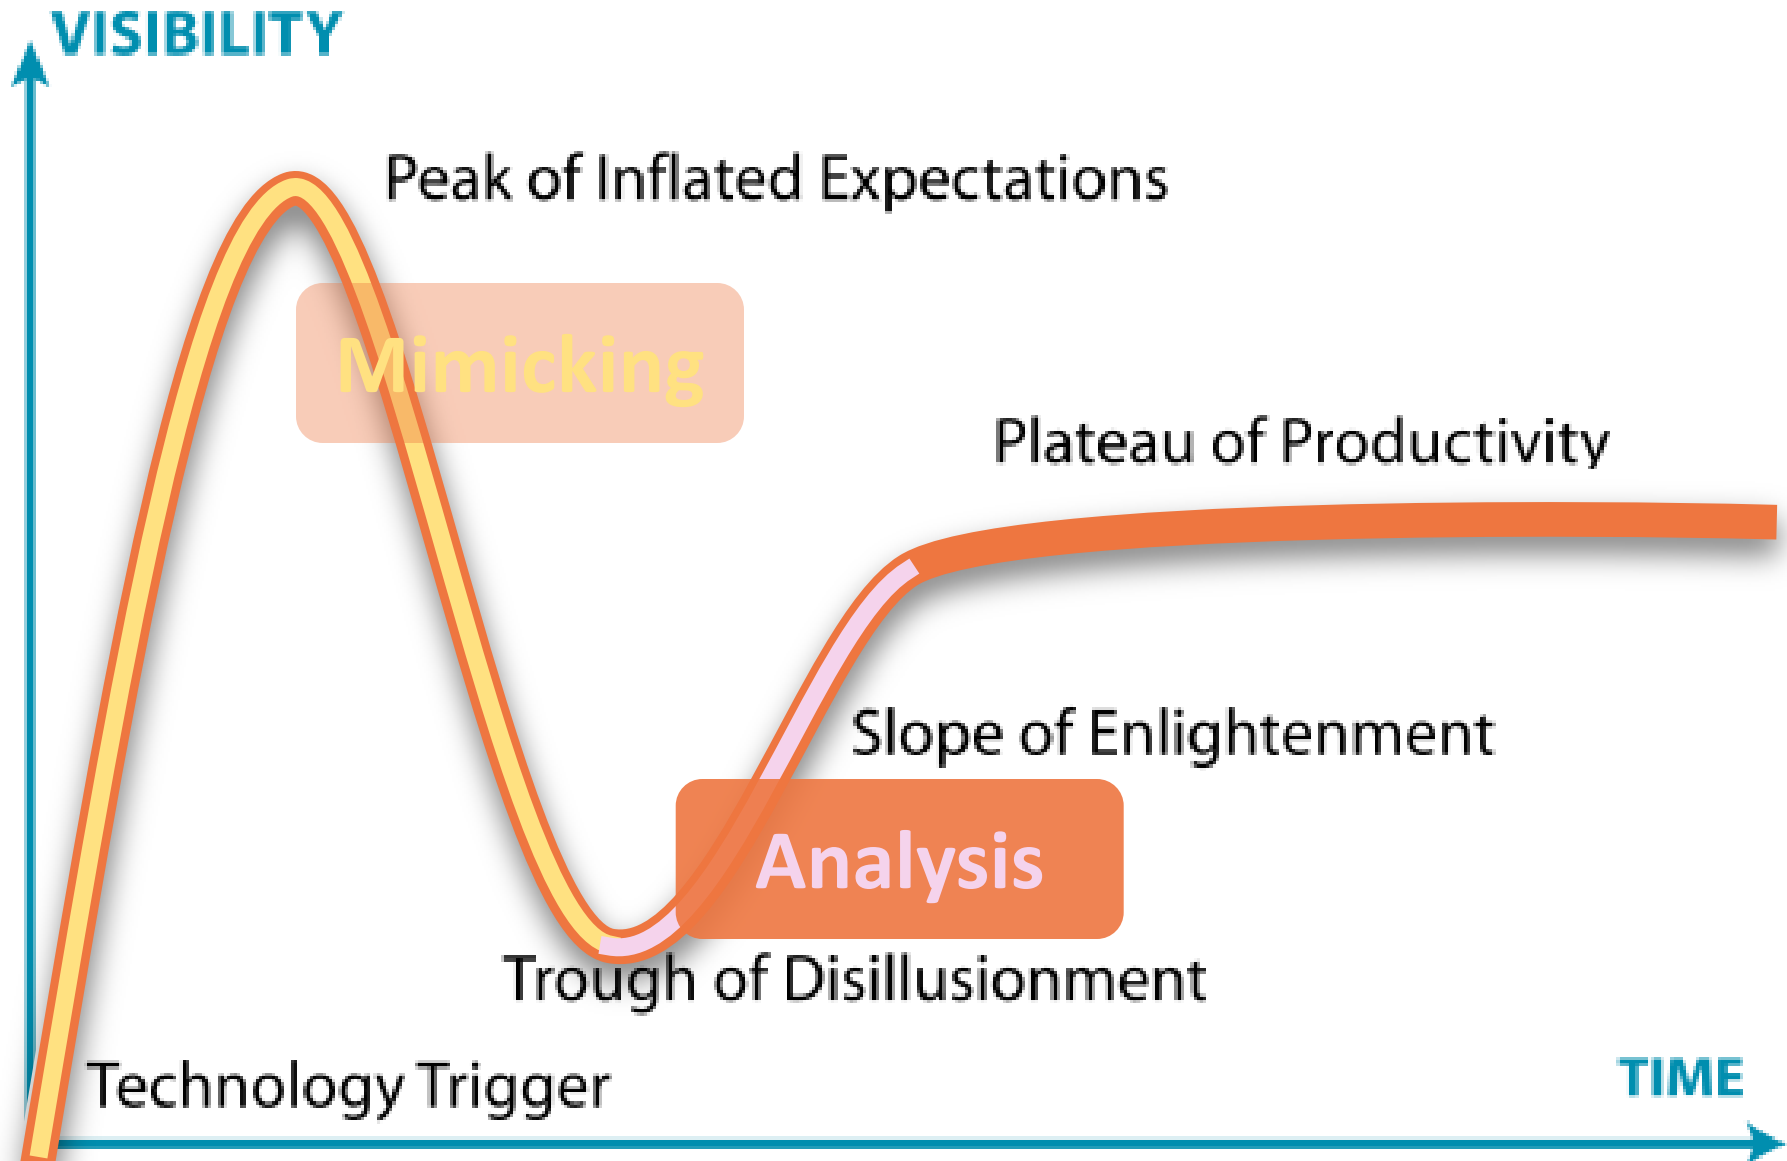 VISIBILITY
Peak of Inflated Expectations
Mimicking
Plateau of Productivity
Slope of Enlightenment
Analysis
Trough of Disillusionment
Technology Trigger
TIME